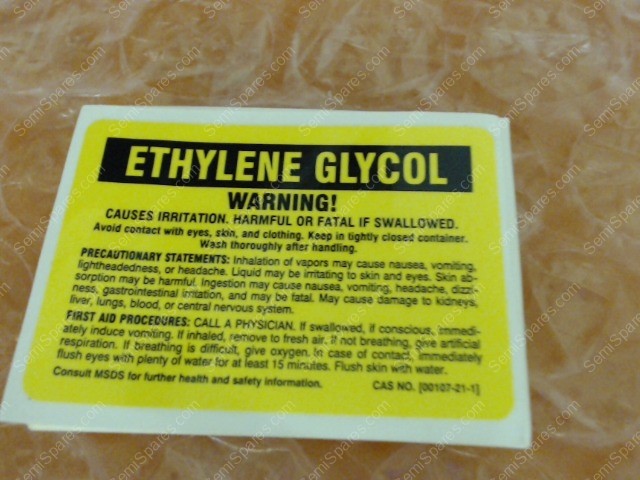 ETHYLENE GLYCOL
WARNING!
CAUSES IRRITATION. HARMFUL OR FATAL IF SWALLOWED.
Avoid contact with eyes, skin, and clothing. Keep in tightly closed container.
Wash thoroughly after handling.
PRECAUTIONARY STATEMENTS: Inhalation of vapors may cause nausea, vomiting,
lightheadedness, or headache. Liquid may be irritating to skin and eyes. Skin ab-
sorption may be harmful. Ingestion may cause nausea, vomiting, headache, dizzi-
ness, gastrointestinal irritation, and may be fatal. May cause damage to kidneys,
liver, lungs, blood, or central nervous system.
FIRST AID PROCEDURES: CALL A PHYSICIAN. If swallowed, if conscious, immedi-
ately induce vomiting. If inhaled, remove to fresh air. If not breathing, give artificial
respiration. If breathing is difficult, give oxygen. In case of contact, immediately
flush eyes with plenty of water for at least 15 minutes. Flush skin with water.
Consult MSDS for further health and safety information.
CAS NO. [00107-21-1]
SemiSpares.com